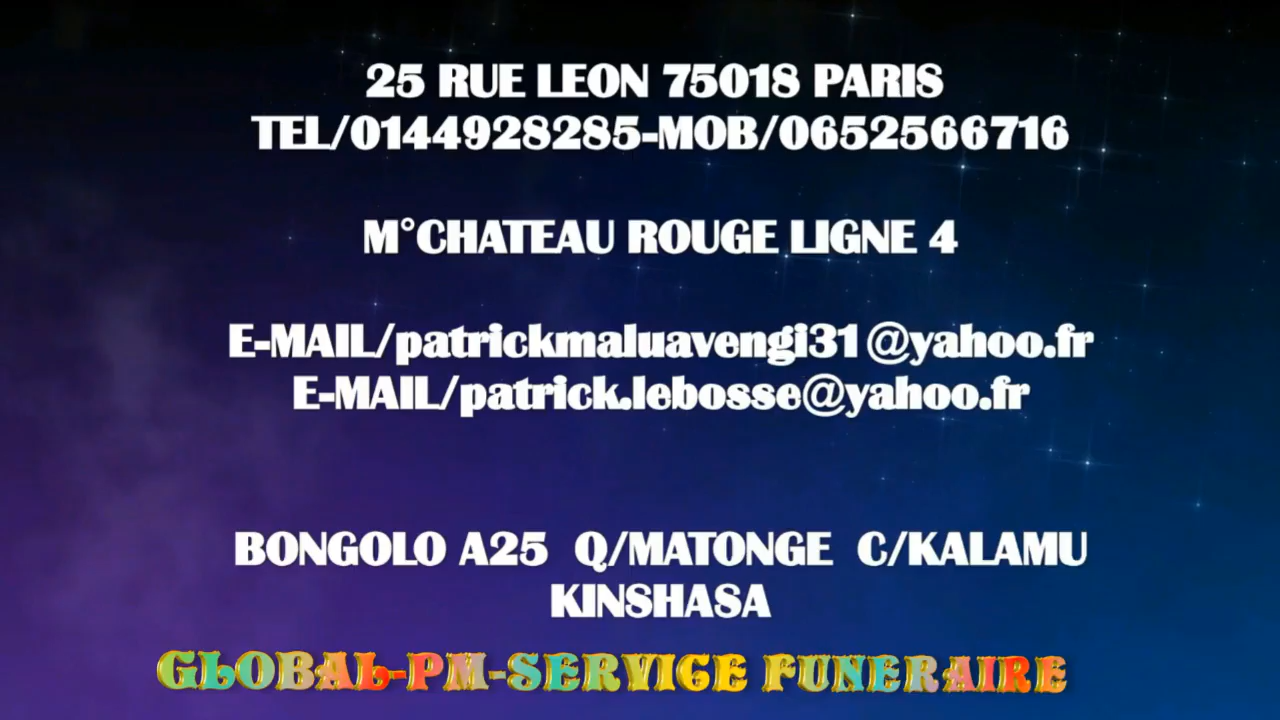 25 RUE LEON 75018 PARIS
TEL/0144928285-MOB/0652566716
M°CHATEAU ROUGE LIGNE 4
E-MAIL/patrickmaluavengi31@yahoo.fr
E-MAIL/patrick.lebosse@yahoo.fr
BONGOLO A25 Q/MATONGE C/KALAMU
KINSHASA
GLOBAL-PM-SERVICE FUNERAIRE